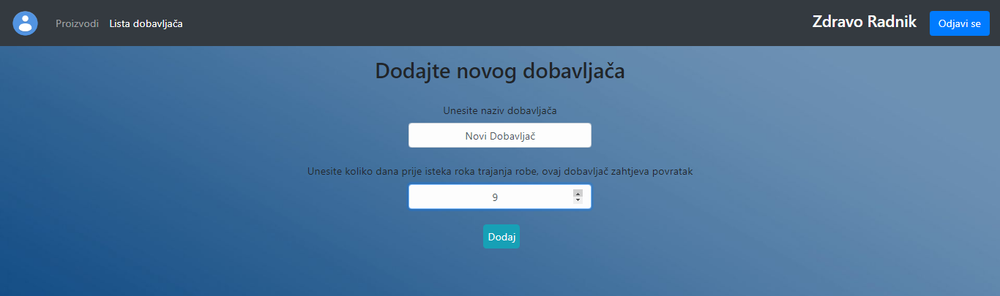 Proizvodi Lista dobavljača Zdravo Radnik Odjavi se
Dodajte novog dobavljača
Unesite naziv dobavljača
Novi Dobavljač
Unesite koliko dana prije isteka roka trajanja robe, ovaj dobavljač zahtjeva povratak
9
Dodaj